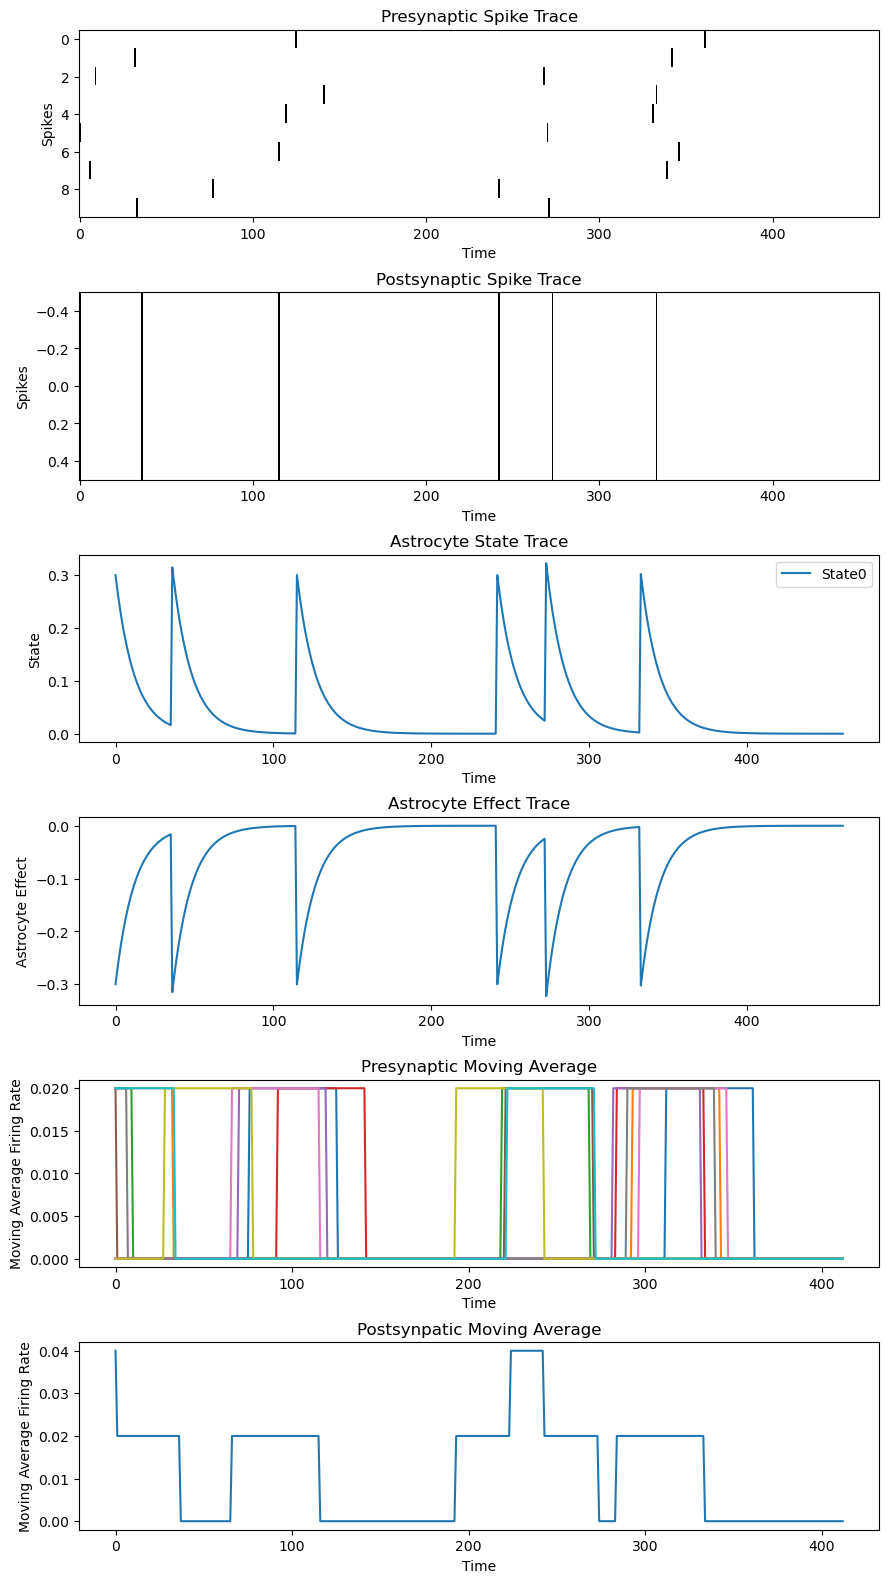 Presynaptic Spike Trace
0
2
4
6
8
Spikes
0 100 200 300 400
Time
Postsynaptic Spike Trace
−0.4
−0.2
0.0
0.2
0.4
Spikes
0 100 200 300 400
Time
Astrocyte State Trace
0.3
0.2
0.1
0.0
State
State0
0 100 200 300 400
Time
Astrocyte Effect Trace
0.0
−0.1
−0.2
−0.3
Astrocyte Effect
0 100 200 300 400
Time
Presynaptic Moving Average
0.020
0.015
0.010
0.005
0.000
Moving Average Firing Rate
0 100 200 300 400
Time
Postsynpatic Moving Average
0.04
0.03
0.02
0.01
0.00
Moving Average Firing Rate
0 100 200 300 400
Time